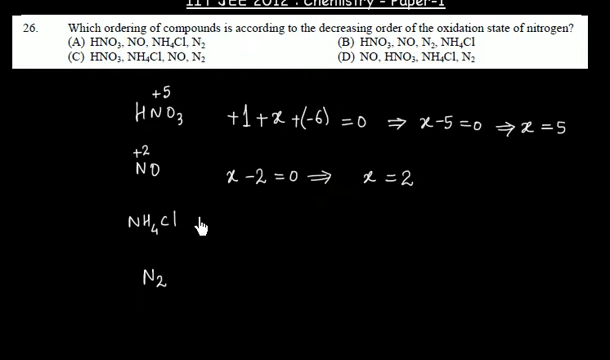 IIT JEE 2012 : Chemistry - Paper-I
26. Which ordering of compounds is according to the decreasing order of the oxidation state of nitrogen?
(A) HNO₃, NO, NH₄Cl, N₂ (B) HNO₃, NO, N₂, NH₄Cl
(C) HNO₃, NH₄Cl, NO, N₂ (D) NO, HNO₃, NH₄Cl, N₂
+5
HNO₃ +1 + x + (-6) = 0 ⇒ x - 5 = 0 ⇒ x = 5
+2
NO x - 2 = 0 ⇒ x = 2
NH₄Cl
N₂